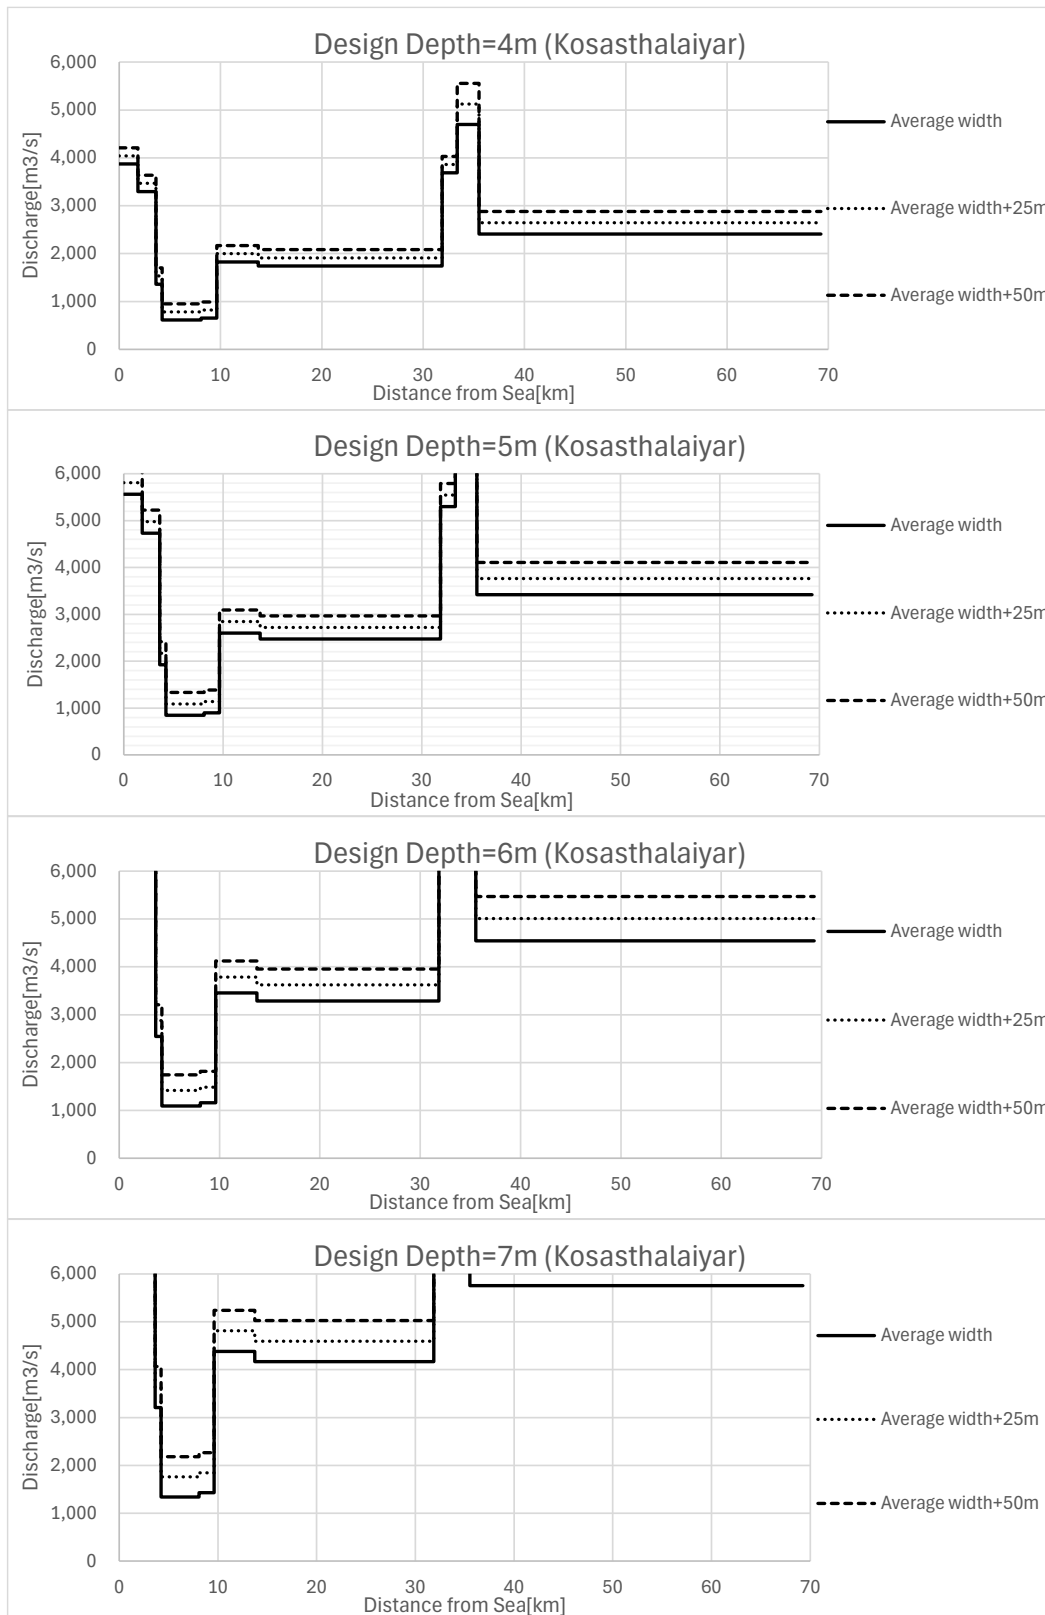 Design Depth=4m (Kosasthalaiyar)
6,000
5,000
4,000
3,000
2,000
1,000
0
Discharge[m3/s]
0 10 20 30 40 50 60 70
Distance from Sea[km]
Average width
Average width+25m
Average width+50m
Design Depth=5m (Kosasthalaiyar)
6,000
5,000
4,000
3,000
2,000
1,000
0
Discharge[m3/s]
0 10 20 30 40 50 60 70
Distance from Sea[km]
Average width
Average width+25m
Average width+50m
Design Depth=6m (Kosasthalaiyar)
6,000
5,000
4,000
3,000
2,000
1,000
0
Discharge[m3/s]
0 10 20 30 40 50 60 70
Distance from Sea[km]
Average width
Average width+25m
Average width+50m
Design Depth=7m (Kosasthalaiyar)
6,000
5,000
4,000
3,000
2,000
1,000
0
Discharge[m3/s]
0 10 20 30 40 50 60 70
Distance from Sea[km]
Average width
Average width+25m
Average width+50m